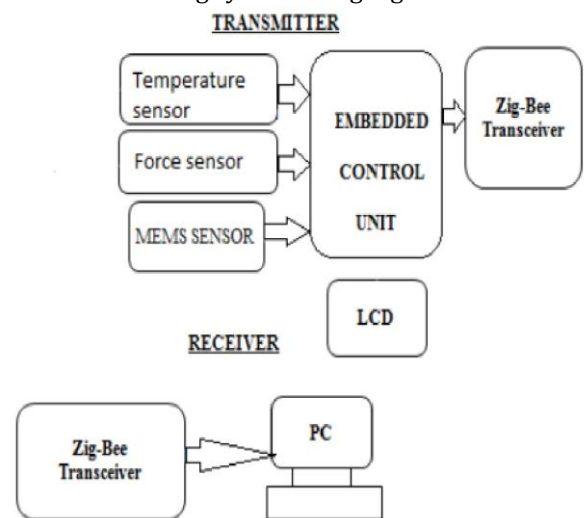 TRANSMITTER
Temperature
sensor
Force sensor
MEMS SENSOR
EMBEDDED
CONTROL
UNIT
Zig-Bee
Transceiver
LCD
RECEIVER
Zig-Bee
Transceiver
PC